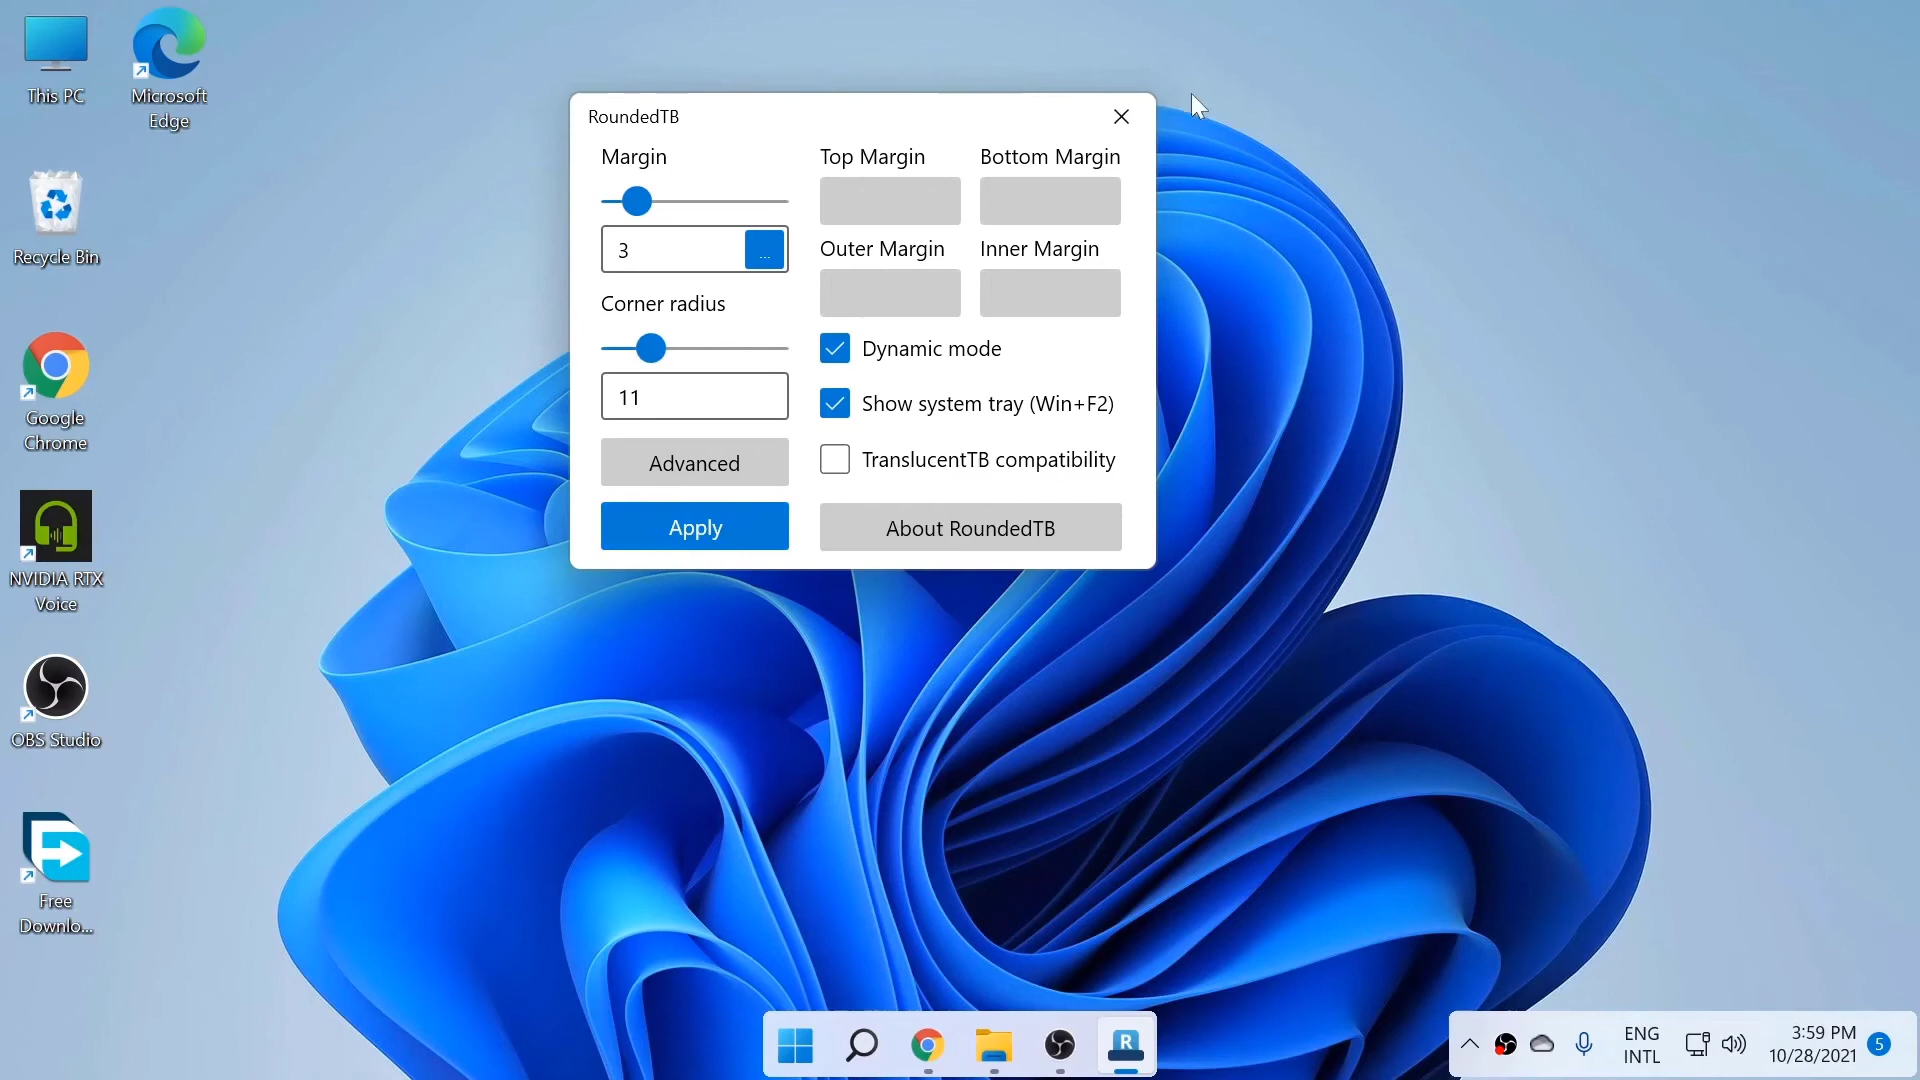 This PC
Microsoft
Edge
Recycle Bin
Google
Chrome
NVIDIA RTX
Voice
OBS Studio
Free
Downlo...
RoundedTB
Margin
3
...
Corner radius
11
Advanced
Apply
Top Margin
Bottom Margin
Outer Margin
Inner Margin
Dynamic mode
Show system tray (Win+F2)
TranslucentTB compatibility
About RoundedTB
R
ENG
INTL
3:59 PM
10/28/2021
5